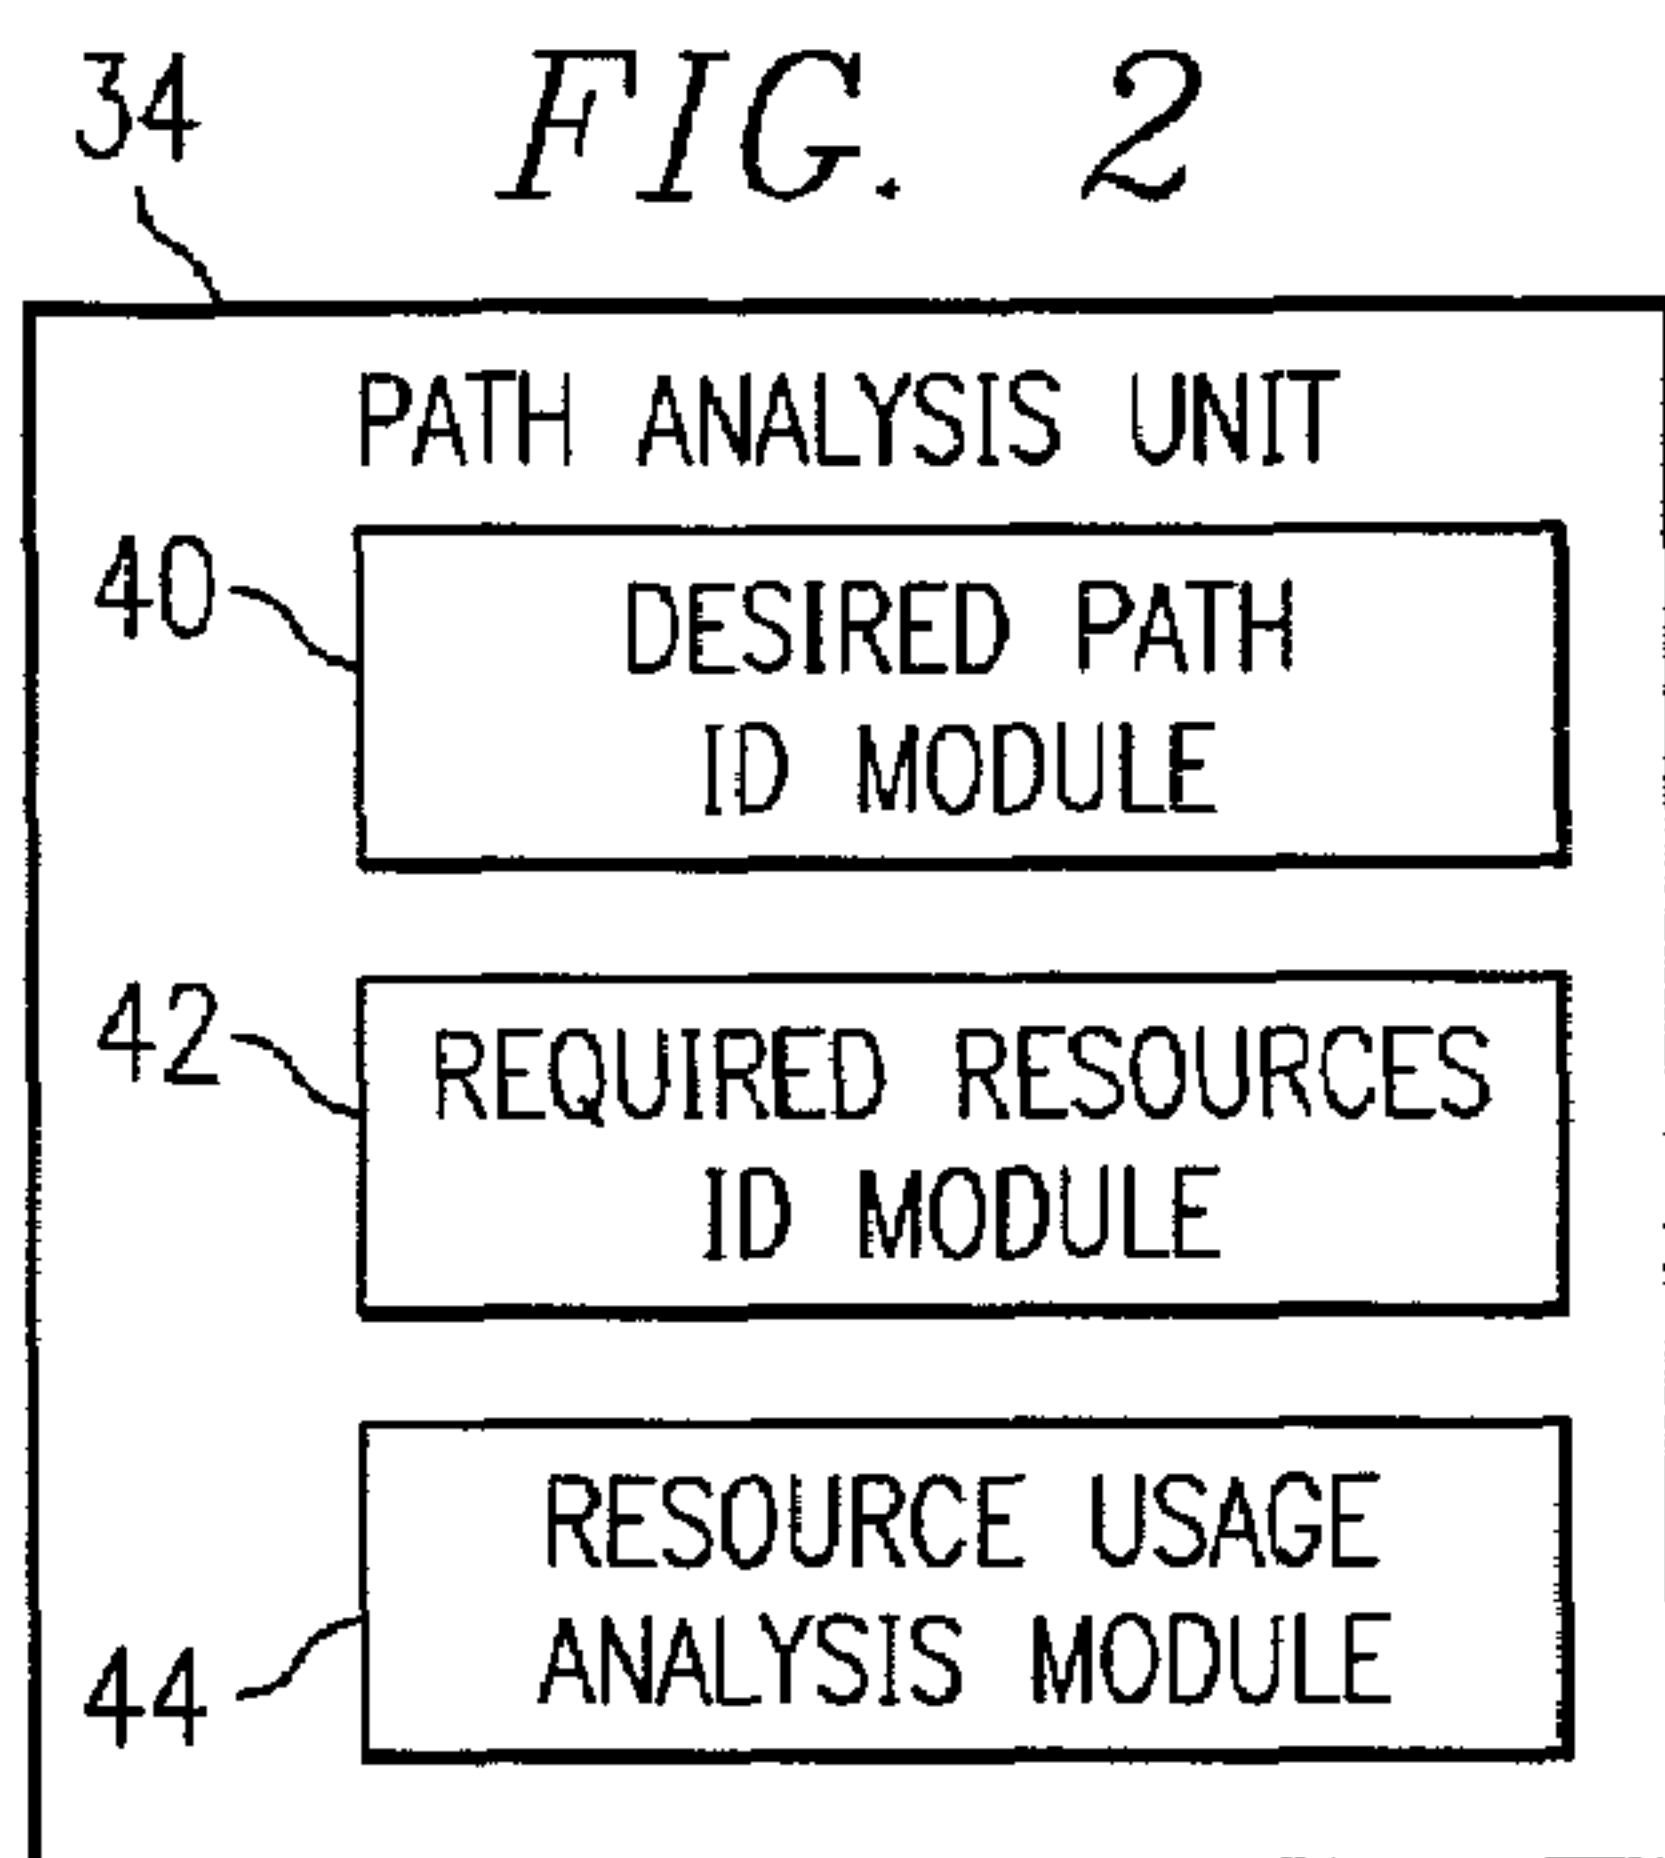 34
FIG. 2
PATH ANALYSIS UNIT
40
DESIRED PATH
ID MODULE
42
REQUIRED RESOURCES
ID MODULE
RESOURCE USAGE
ANALYSIS MODULE
44